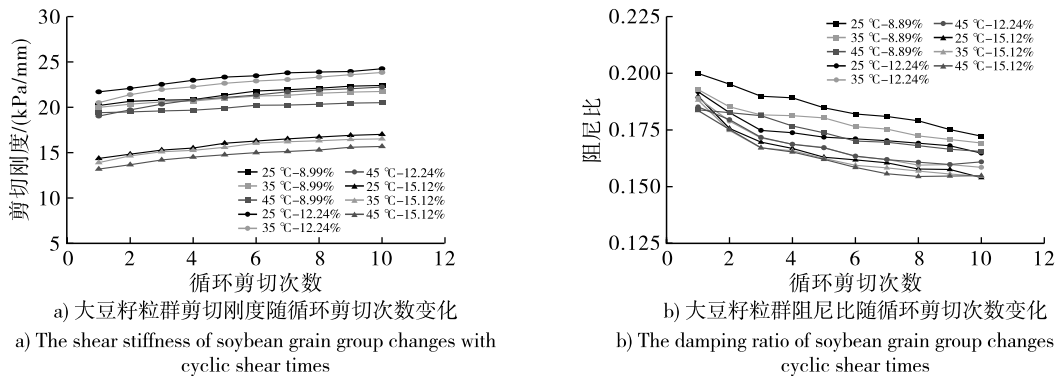 剪切刚度/(kPa/mm)
30
25
20
15
10
5
25 ℃-8.99%
35 ℃-8.99%
45 ℃-8.99%
25 ℃-12.24%
35 ℃-12.24%
45 ℃-12.24%
25 ℃-15.12%
35 ℃-15.12%
45 ℃-15.12%
0 2 4 6 8 10 12
循环剪切次数
a) 大豆籽粒群剪切刚度随循环剪切次数变化
a) The shear stiffness of soybean grain group changes with
cyclic shear times
阻尼比
0.225
0.200
0.175
0.150
0.125
25 ℃-8.89%
35 ℃-8.89%
45 ℃-8.89%
25 ℃-12.24%
35 ℃-12.24%
45 ℃-12.24%
25 ℃-15.12%
35 ℃-15.12%
45 ℃-15.12%
0 2 4 6 8 10 12
循环剪切次数
b) 大豆籽粒群阻尼比随循环剪切次数变化
b) The damping ratio of soybean grain group changes
cyclic shear times